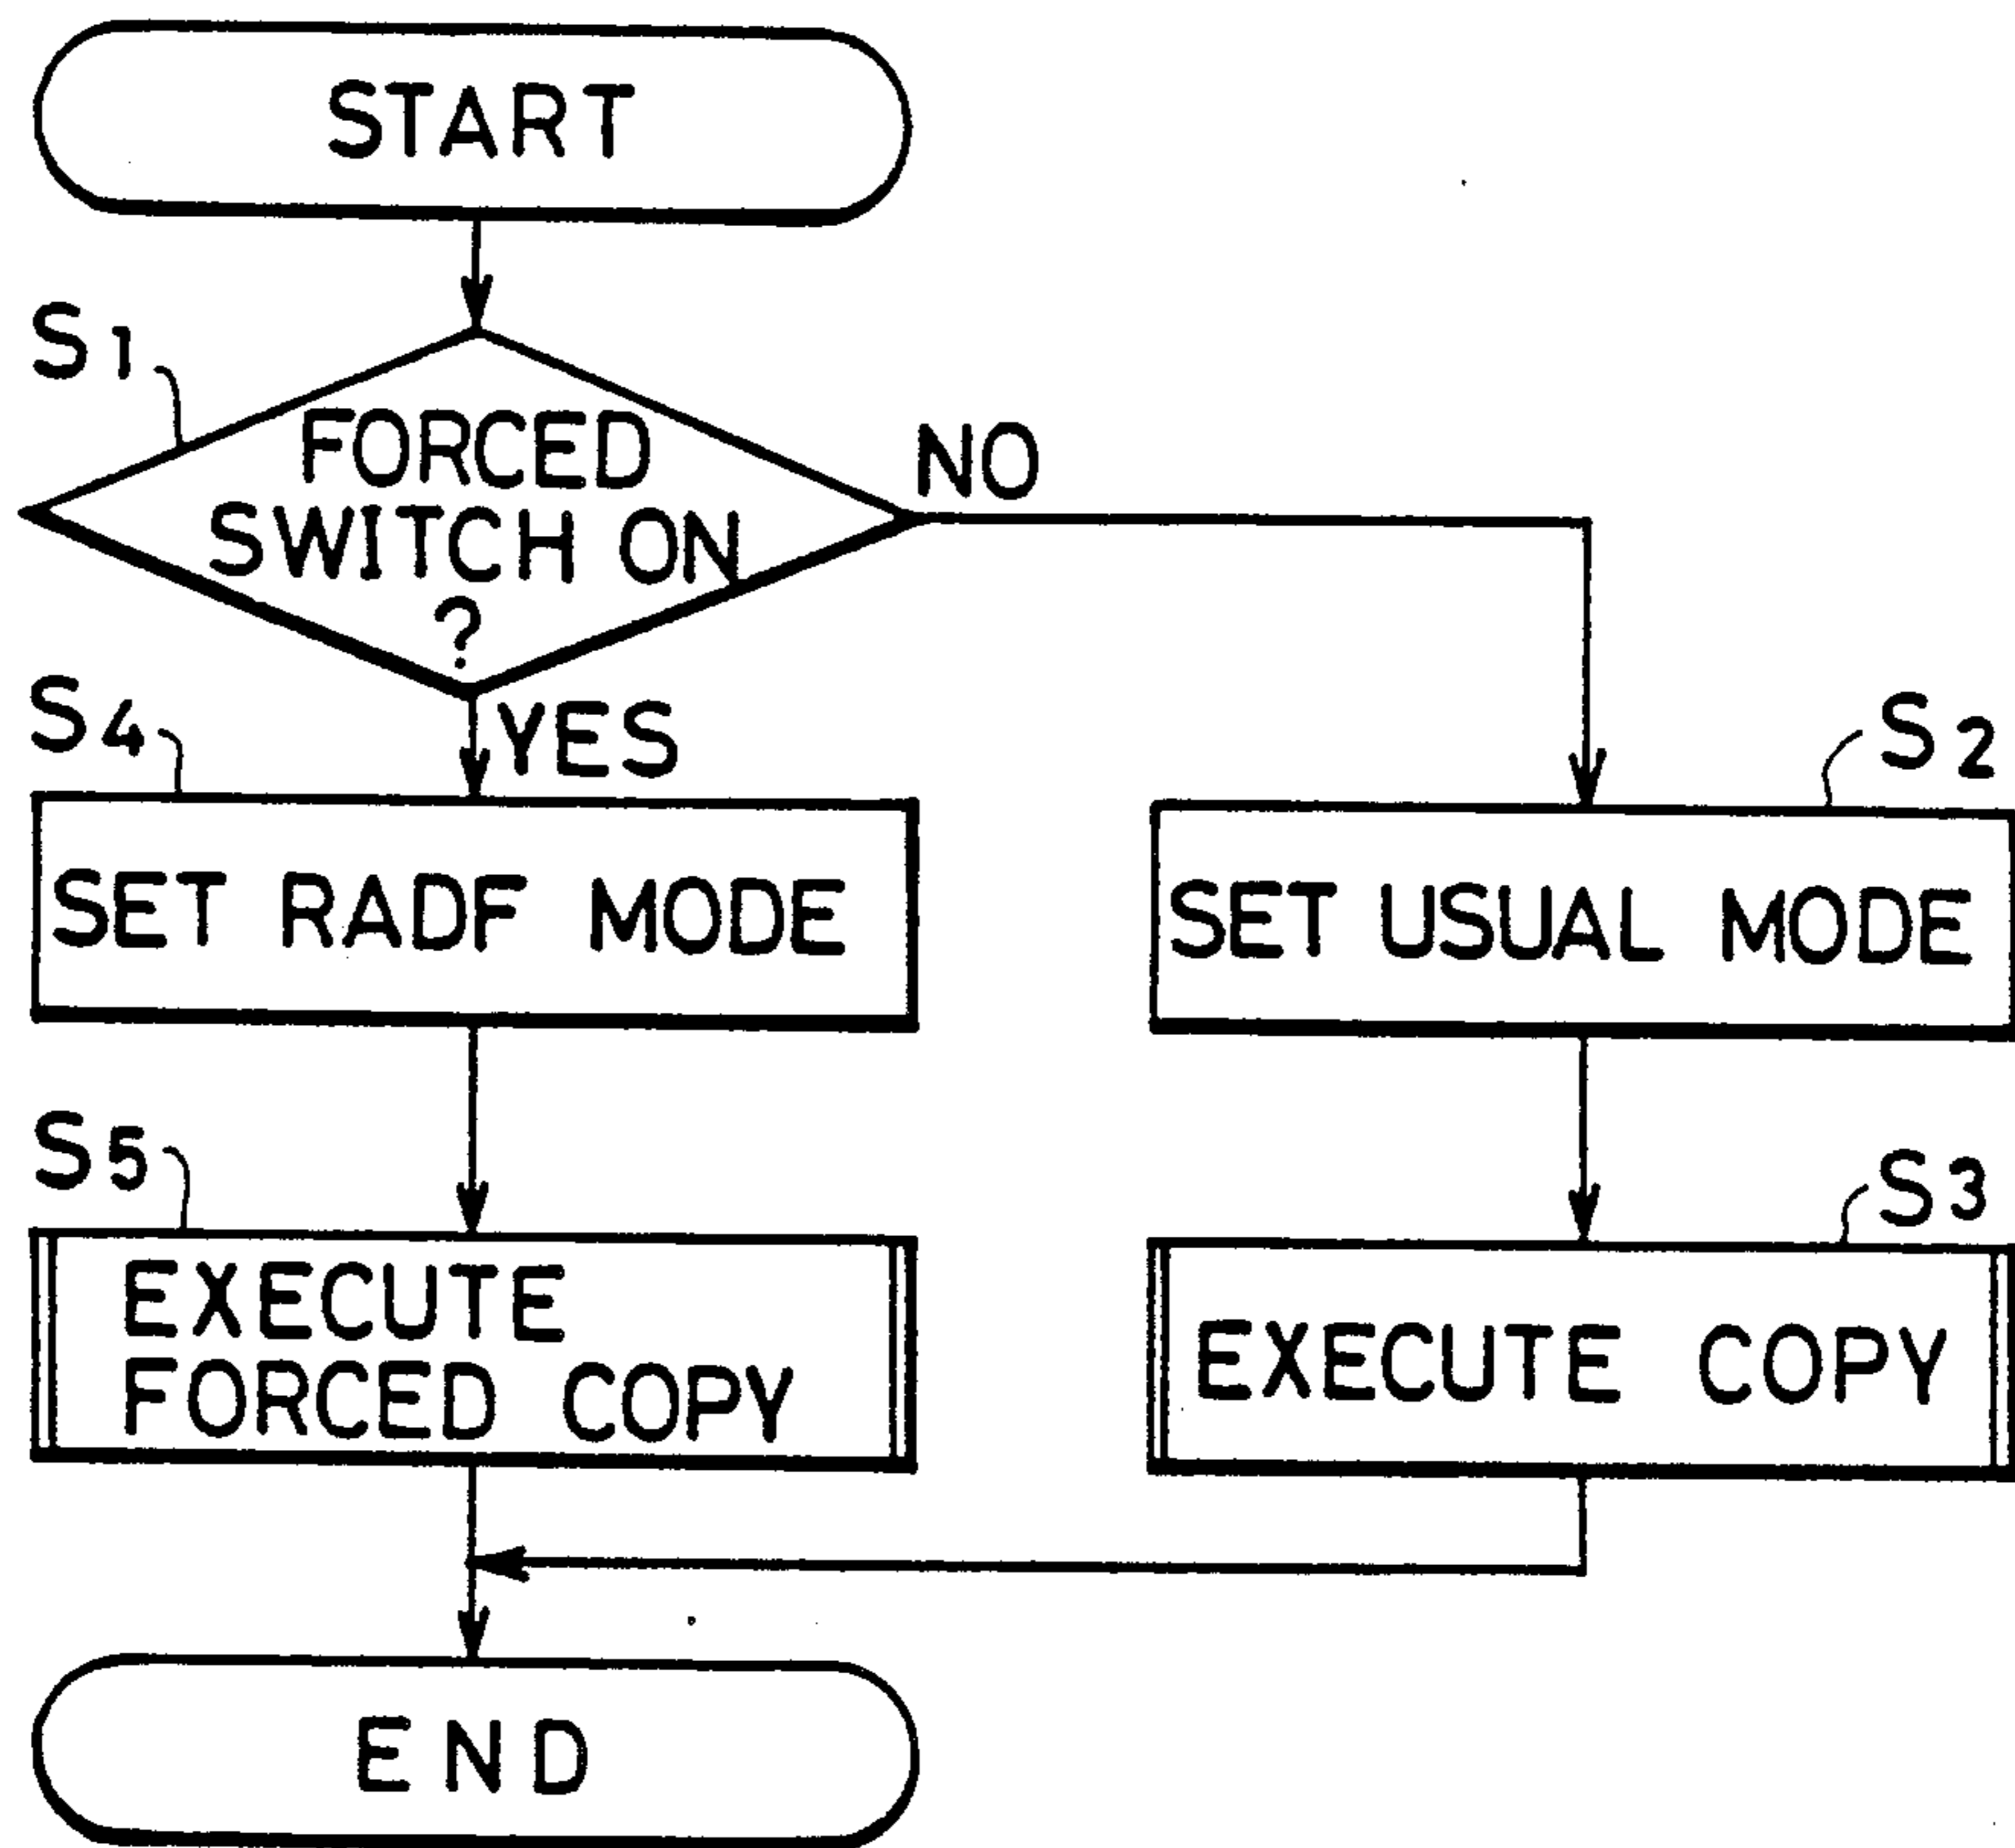 START
S1
FORCED
SWITCH ON
?
NO
YES
S4
SET RADF MODE
S2
SET USUAL MODE
S5
EXECUTE
FORCED COPY
S3
EXECUTE COPY
END